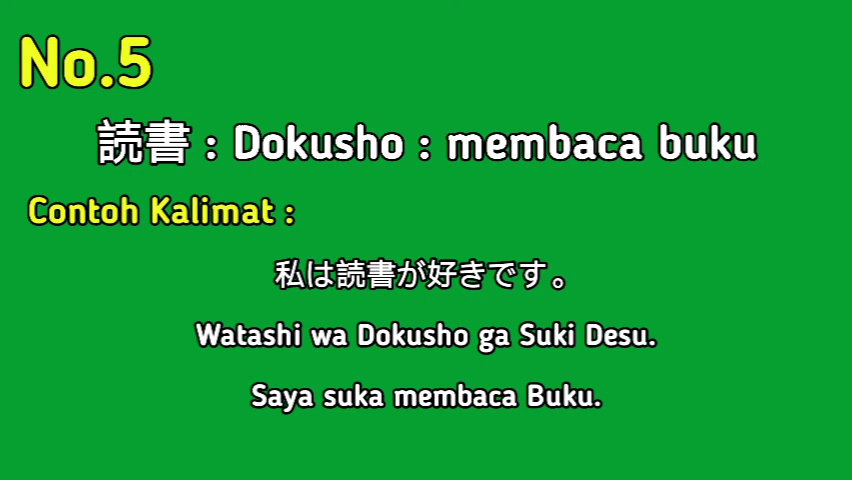 No.5
読書 : Dokusho : membaca buku
Contoh Kalimat :
私は読書が好きです。
Watashi wa Dokusho ga Suki Desu.
Saya suka membaca Buku.